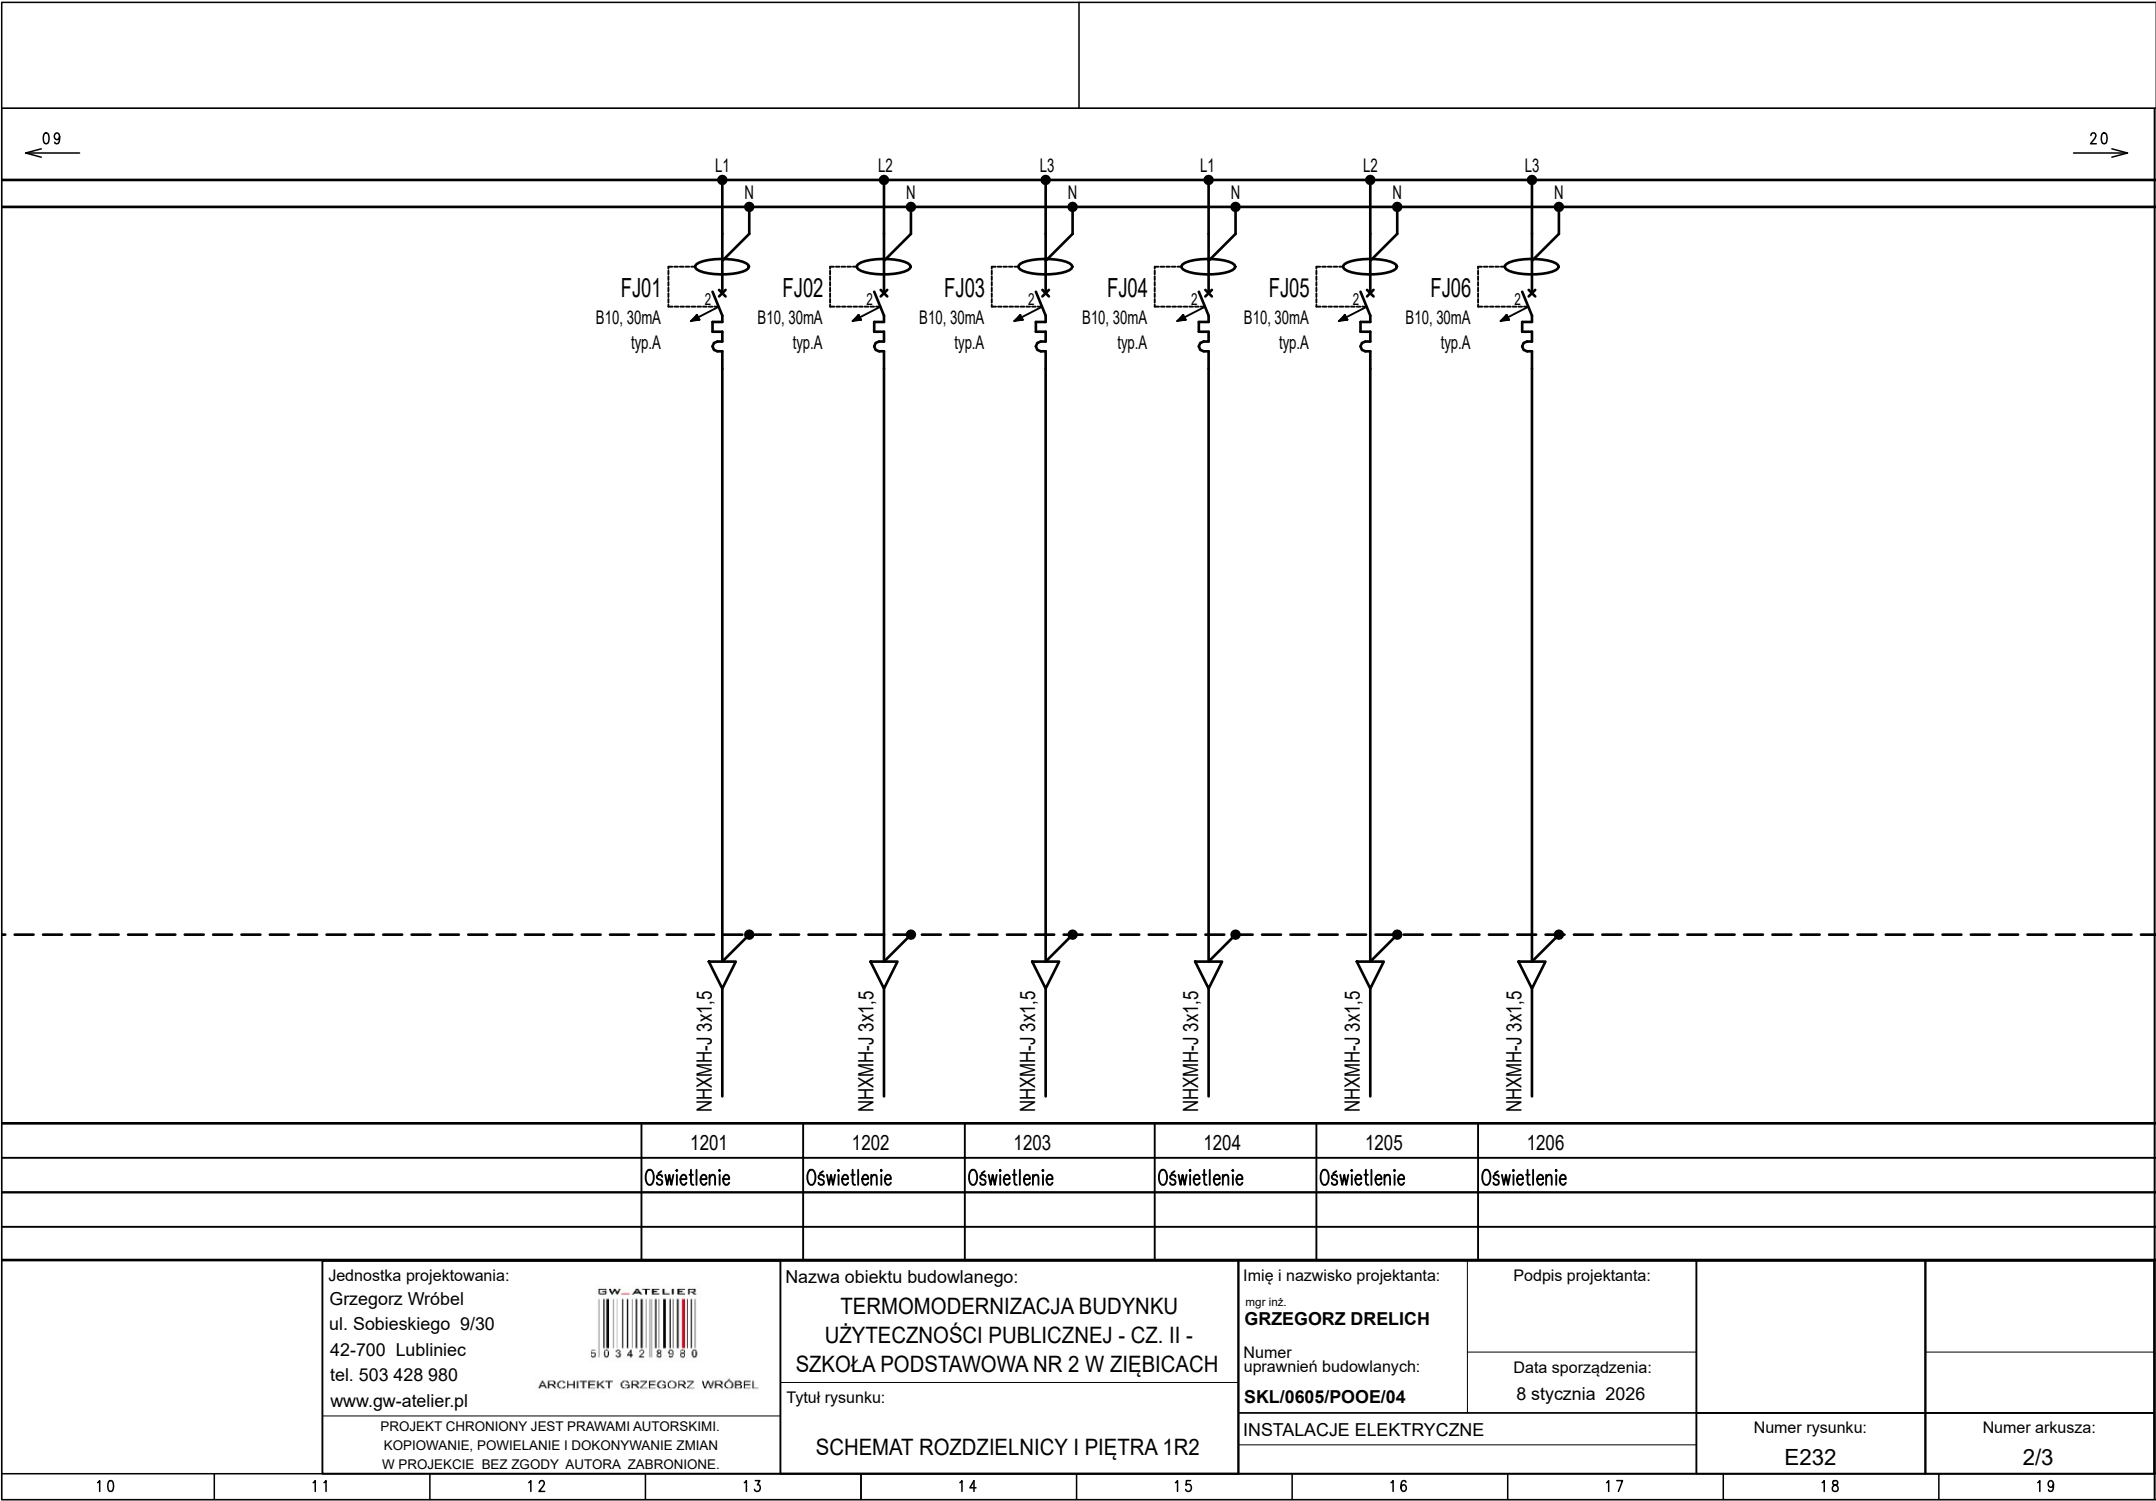 09
20
L1
L2
L3
L1
L2
L3
N
N
N
N
N
N
FJ01
FJ02
FJ03
FJ04
FJ05
FJ06
2
2
2
2
2
2
B10, 30mA
B10, 30mA
B10, 30mA
B10, 30mA
B10, 30mA
B10, 30mA
typ.A
typ.A
typ.A
typ.A
typ.A
typ.A
NHXMH-J 3x1,5
NHXMH-J 3x1,5
NHXMH-J 3x1,5
NHXMH-J 3x1,5
NHXMH-J 3x1,5
NHXMH-J 3x1,5
1201
1202
1203
1204
1205
1206
Oświetlenie
Oświetlenie
Oświetlenie
Oświetlenie
Oświetlenie
Oświetlenie
Jednostka projektowania:
Grzegorz Wróbel
ul. Sobieskiego 9/30
42-700 Lubliniec
tel. 503 428 980
www.gw-atelier.pl
GW_ATELIER
503428980
ARCHITEKT GRZEGORZ WRÓBEL
PROJEKT CHRONIONY JEST PRAWAMI AUTORSKIMI.
KOPIOWANIE, POWIELANIE I DOKONYWANIE ZMIAN
W PROJEKCIE BEZ ZGODY AUTORA ZABRONIONE.
Nazwa obiektu budowlanego:
TERMOMODERNIZACJA BUDYNKU
UŻYTECZNOŚCI PUBLICZNEJ - CZ. II -
SZKOŁA PODSTAWOWA NR 2 W ZIĘBICACH
Tytuł rysunku:
SCHEMAT ROZDZIELNICY I PIĘTRA 1R2
Imię i nazwisko projektanta:
mgr inż.
GRZEGORZ DRELICH
Numer
uprawnień budowlanych:
SKL/0605/POOE/04
Podpis projektanta:
Data sporządzenia:
8 stycznia 2026
INSTALACJE ELEKTRYCZNE
Numer rysunku:
E232
Numer arkusza:
2/3
10
11
12
13
14
15
16
17
18
19